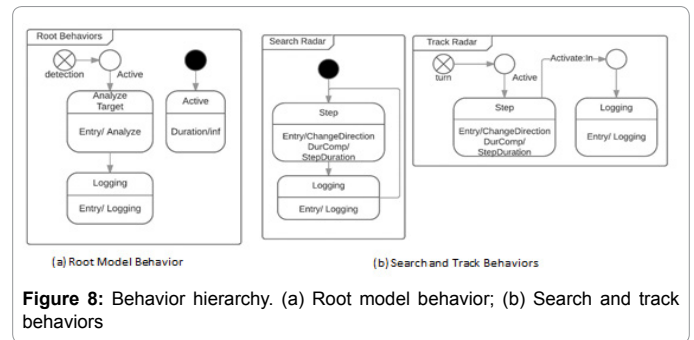 Root Behaviors
detection
Active
Analyze
Target
Entry/ Analyze
Logging
Entry/ Logging
Active
Duration/inf
(a) Root Model Behavior
Search Radar
Step
Entry/ChangeDirection
DurComp/
StepDuration
Logging
Entry/ Logging
Track Radar
turn
Active
Step
Entry/ChangeDirection
DurComp/
StepDuration
Activate:In
Logging
Entry/ Logging
(b) Search and Track Behaviors
Figure 8: Behavior hierarchy. (a) Root model behavior; (b) Search and track
behaviors